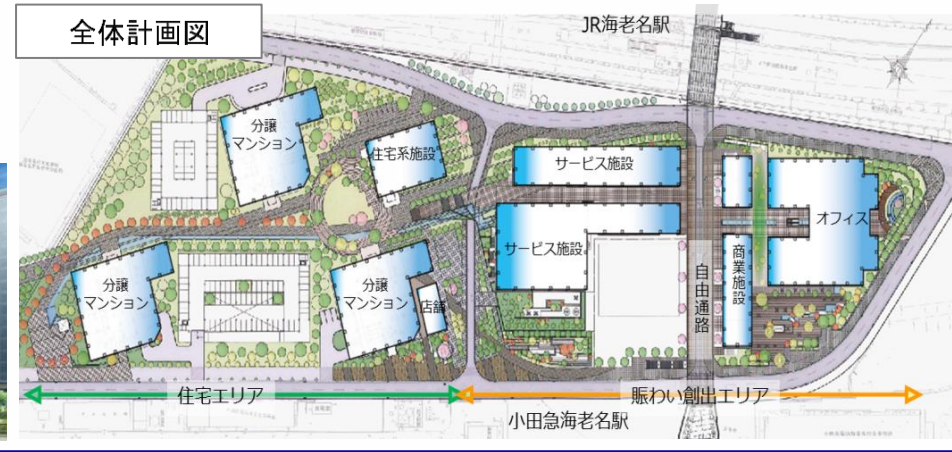 全体計画図
JR海老名駅
分譲
マンション
住宅系施設
サービス施設
サービス施設
オフィス
商業施設
自由通路
分譲
マンション
分譲
マンション
店舗
住宅エリア
賑わい創出エリア
小田急海老名駅